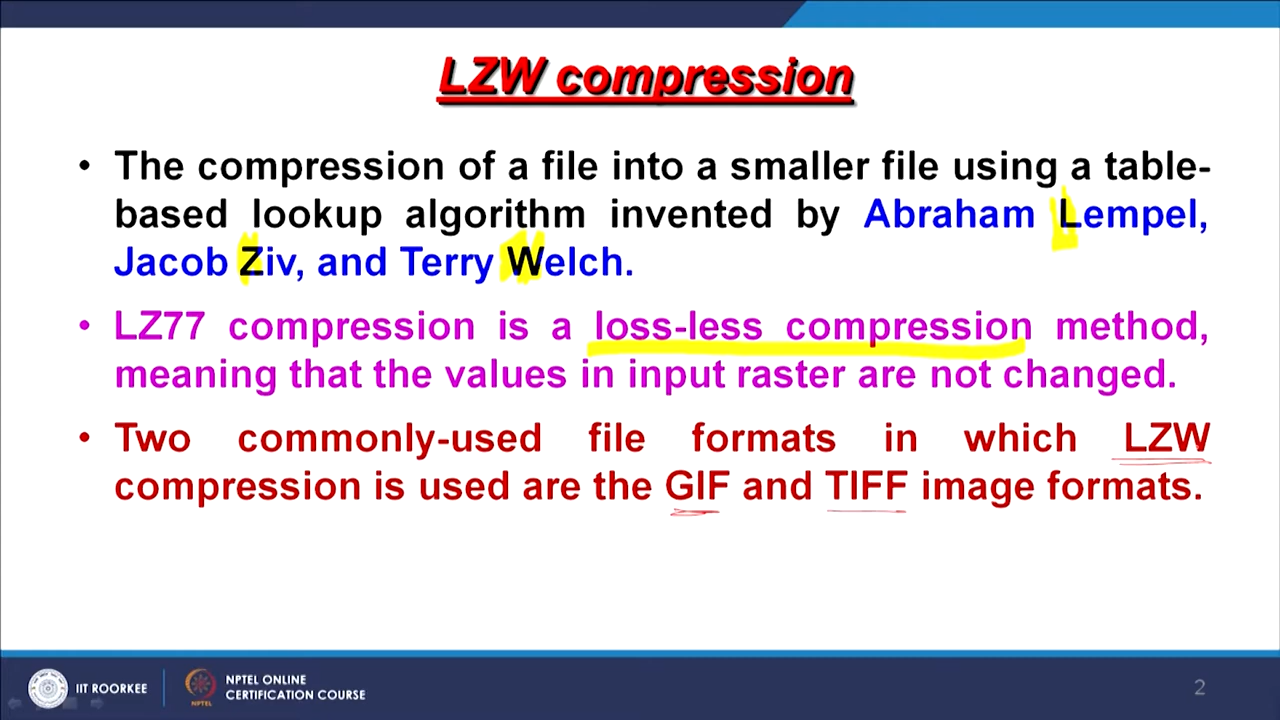 LZW compression
• The compression of a file into a smaller file using a table-
based lookup algorithm invented by Abraham Lempel,
Jacob Ziv, and Terry Welch.
• LZ77 compression is a loss-less compression method,
meaning that the values in input raster are not changed.
• Two commonly-used file formats in which LZW
compression is used are the GIF and TIFF image formats.
IIT ROORKEE
NPTEL
NPTEL ONLINE
CERTIFICATION COURSE
2